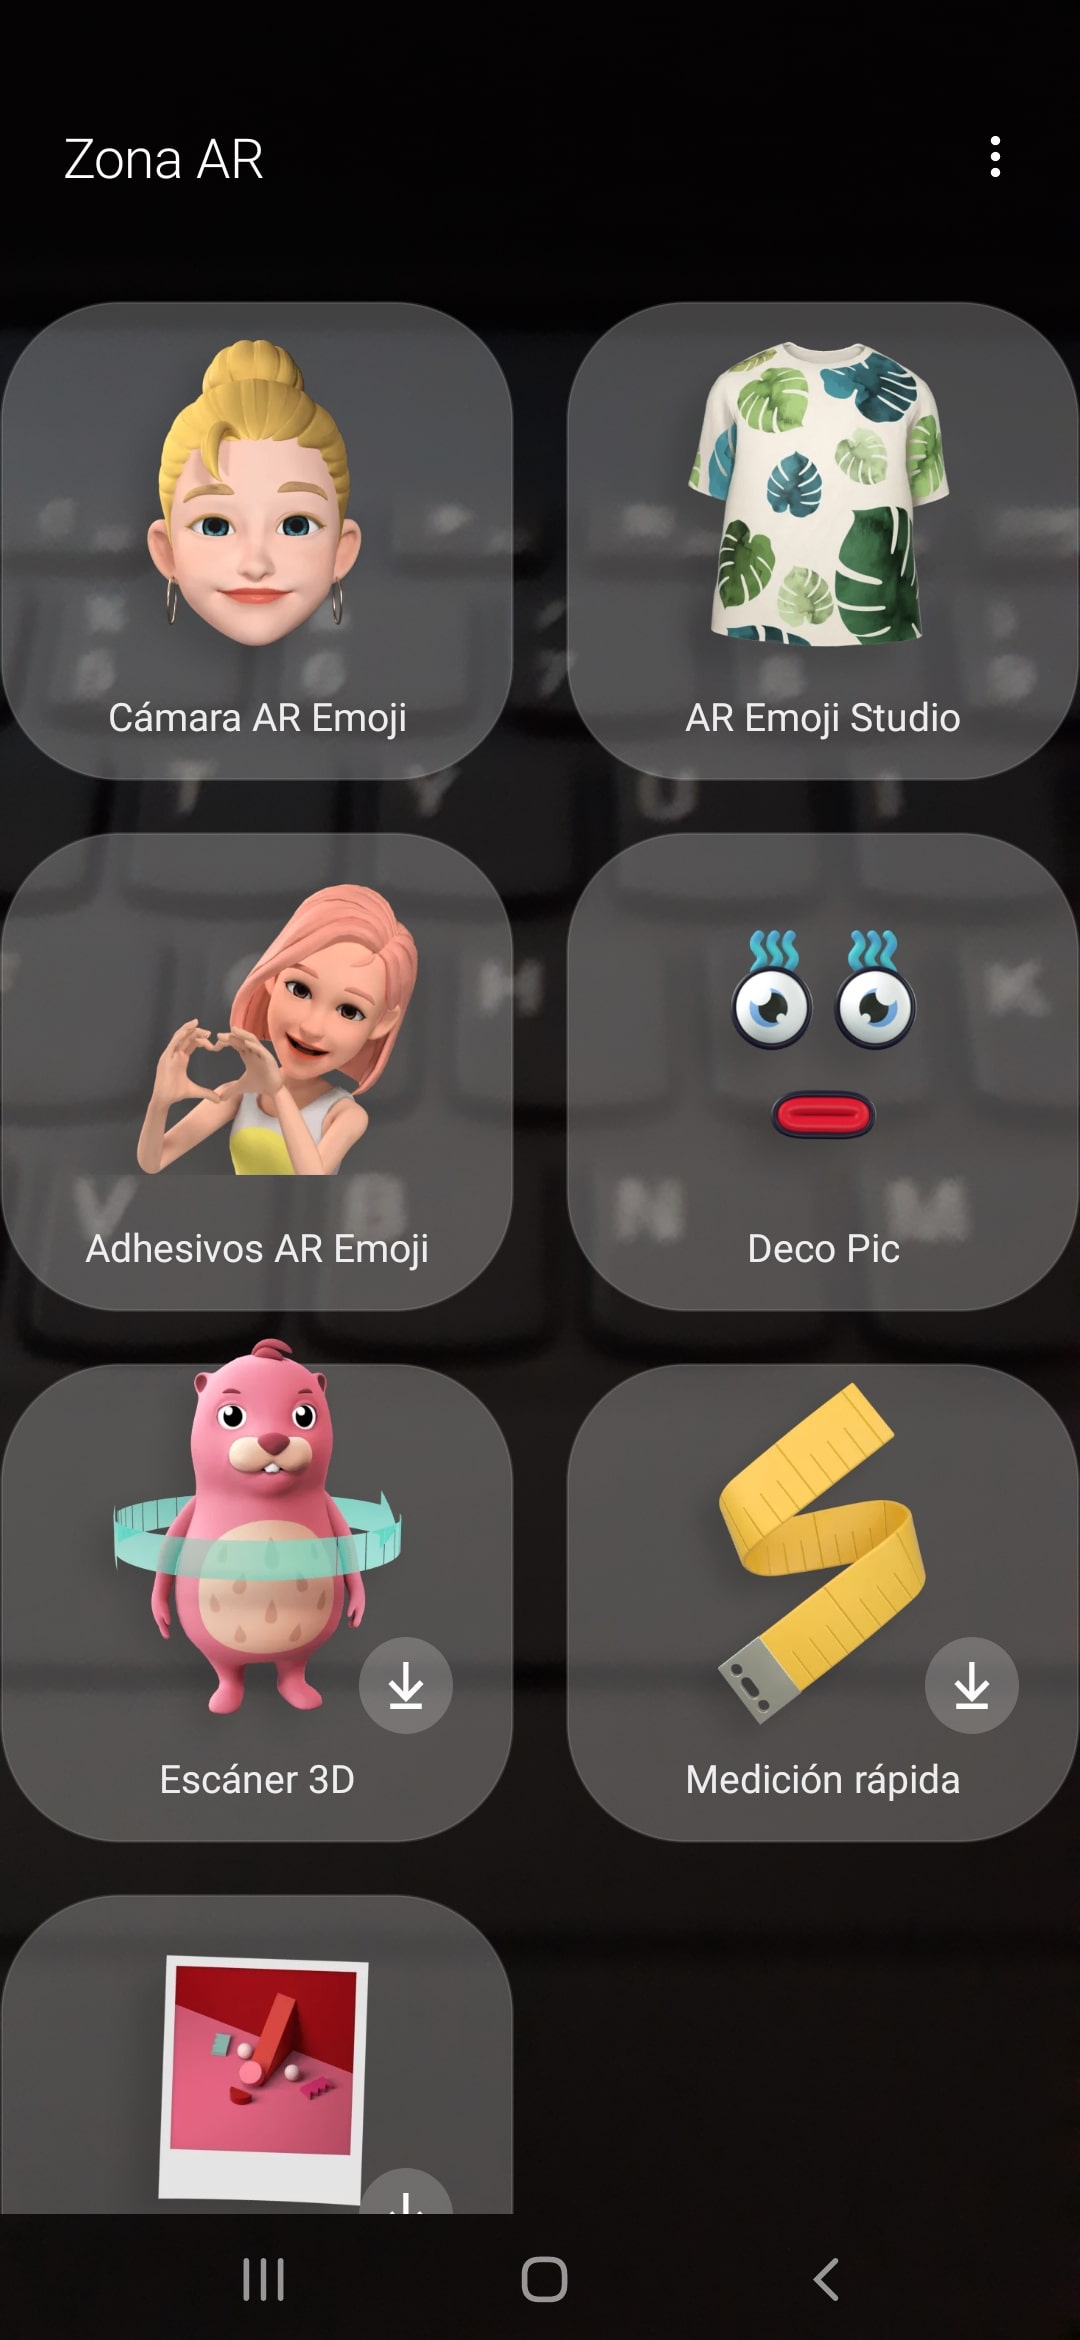 Zona AR
Cámara AR Emoji
AR Emoji Studio
T Y U I
Adhesivos AR Emoji
Deco Pic
H K
V B N M
Escáner 3D
Medición rápida